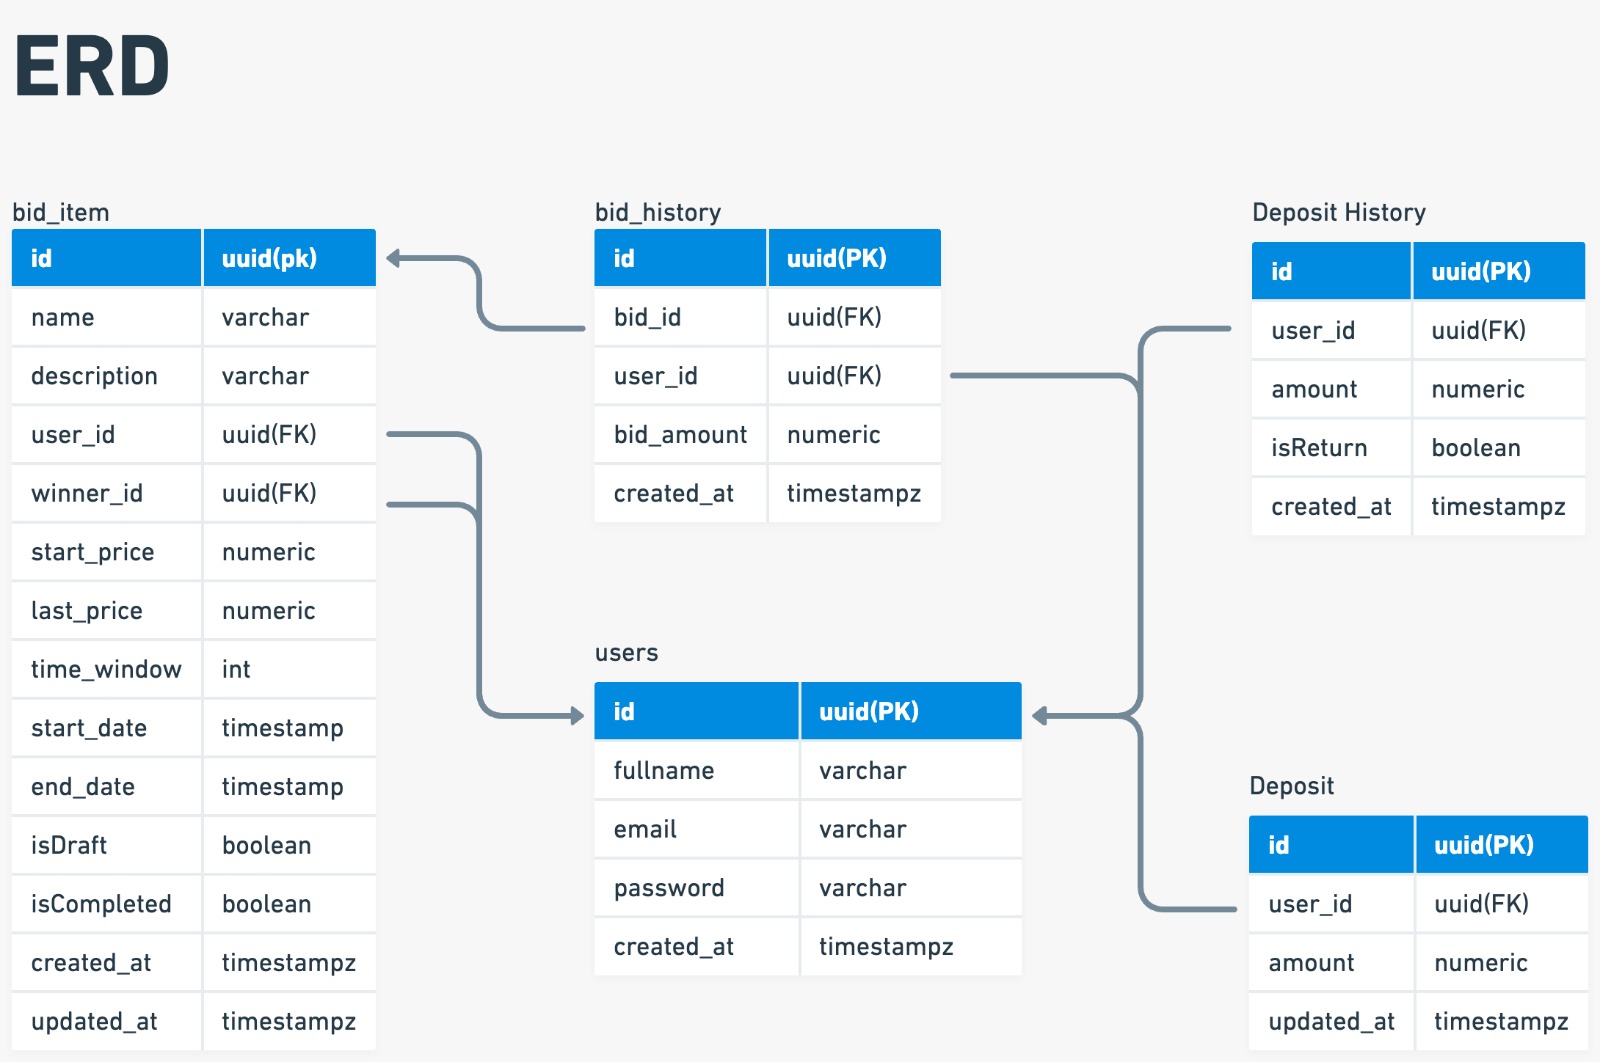 ERD
bid_item
id uuid(pk)
name varchar
description varchar
user_id uuid(FK)
winner_id uuid(FK)
start_price numeric
last_price numeric
time_window int
start_date timestamp
end_date timestamp
isDraft boolean
isCompleted boolean
created_at timestampz
updated_at timestampz
bid_history
id uuid(PK)
bid_id uuid(FK)
user_id uuid(FK)
bid_amount numeric
created_at timestampz
users
id uuid(PK)
fullname varchar
email varchar
password varchar
created_at timestampz
Deposit History
id uuid(PK)
user_id uuid(FK)
amount numeric
isReturn boolean
created_at timestampz
Deposit
id uuid(PK)
user_id uuid(FK)
amount numeric
updated_at timestampz